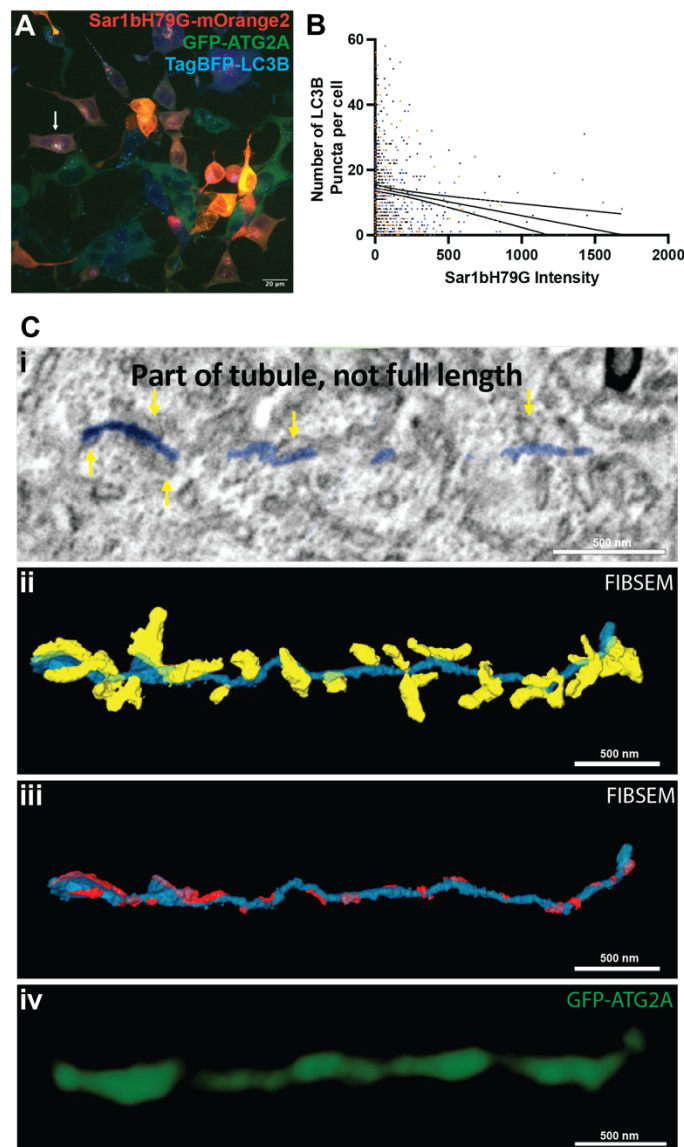 A
Sar1bH79G-mOrange2
GFP-ATG2A
TagBFP-LC3B
20 µm
B
Number of LC3B
Puncta per cell
60
40
20
0
0
500
1000
1500
2000
Sar1bH79G Intensity
C
i
Part of tubule, not full length
500 nm
ii
FIBSEM
500 nm
iii
FIBSEM
500 nm
iv
GFP-ATG2A
500 nm